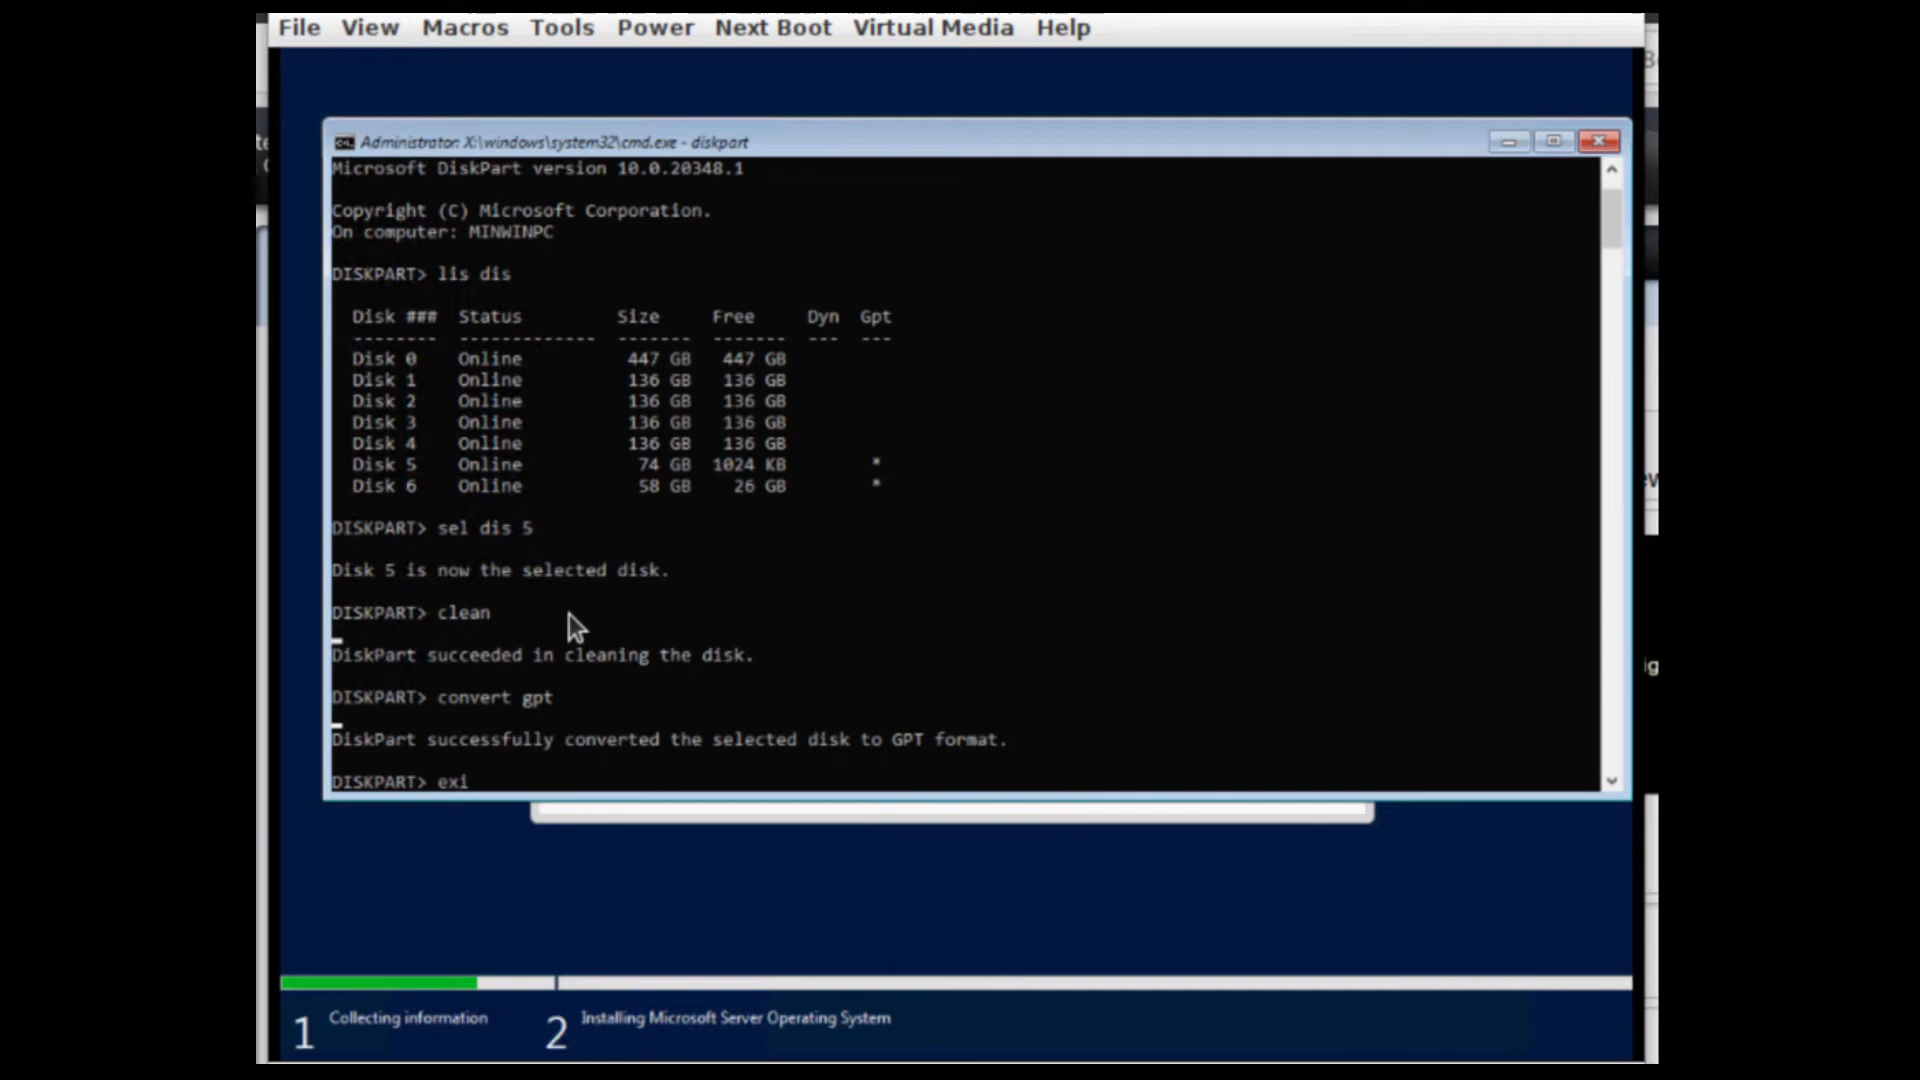 File View Macros Tools Power Next Boot Virtual Media Help
Administrator: X:\windows\system32\cmd.exe - diskpart
Microsoft DiskPart version 10.0.20348.1
Copyright (C) Microsoft Corporation.
On computer: MINWINPC
DISKPART> lis dis
Disk ### Status Size Free Dyn Gpt
-------- ------------- ------- ------- --- ---
Disk 0 Online 447 GB 447 GB
Disk 1 Online 136 GB 136 GB
Disk 2 Online 136 GB 136 GB
Disk 3 Online 136 GB 136 GB
Disk 4 Online 136 GB 136 GB
Disk 5 Online 74 GB 1024 KB *
Disk 6 Online 58 GB 26 GB *
DISKPART> sel dis 5
Disk 5 is now the selected disk.
DISKPART> clean
DiskPart succeeded in cleaning the disk.
DISKPART> convert gpt
DiskPart successfully converted the selected disk to GPT format.
DISKPART> exi
1 Collecting information 2 Installing Microsoft Server Operating System